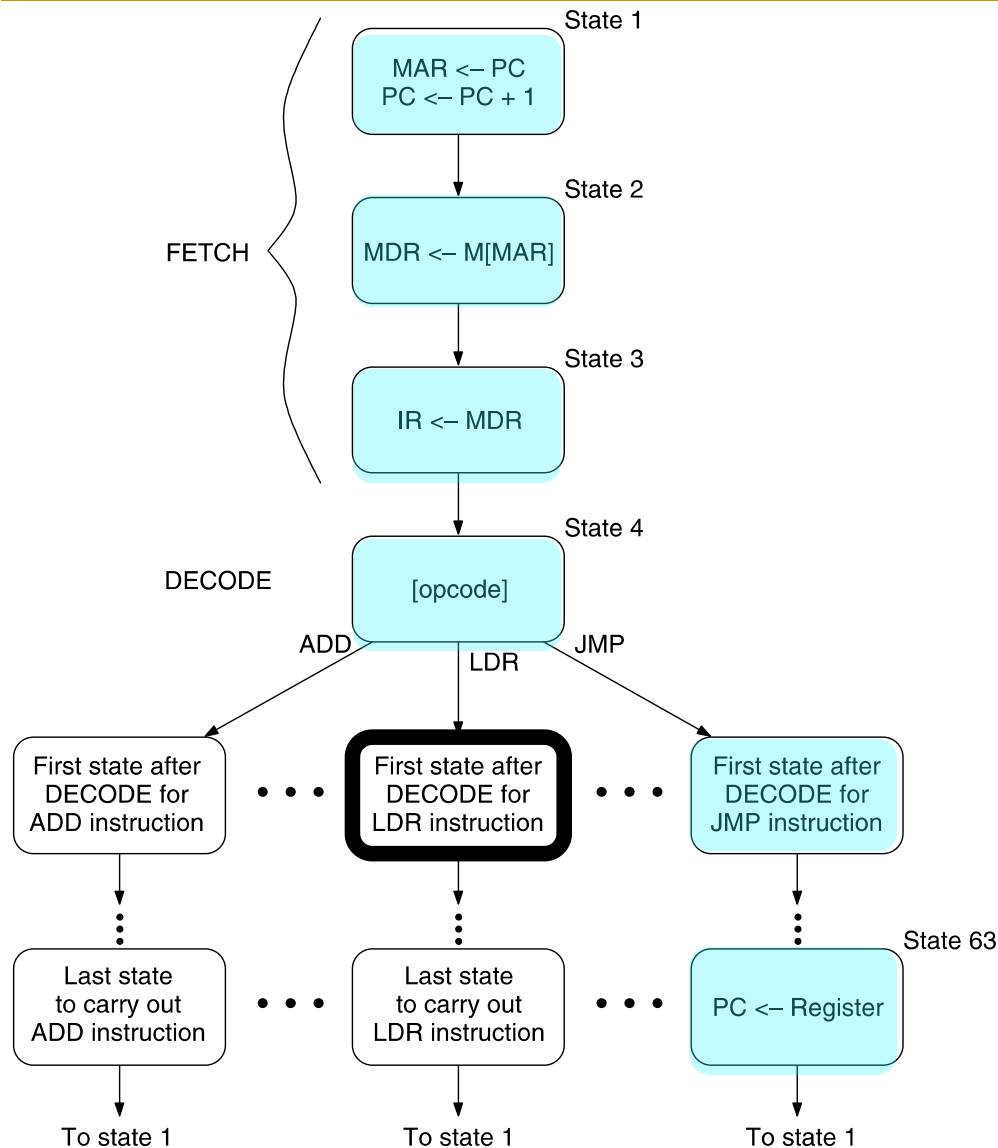 State 1
MAR <– PC
PC <– PC + 1
State 2
FETCH
MDR <– M[MAR]
State 3
IR <– MDR
State 4
DECODE
[opcode]
ADD
LDR
JMP
First state after
DECODE for
ADD instruction
First state after
DECODE for
LDR instruction
First state after
DECODE for
JMP instruction
State 63
Last state
to carry out
ADD instruction
Last state
to carry out
LDR instruction
PC <– Register
To state 1
To state 1
To state 1